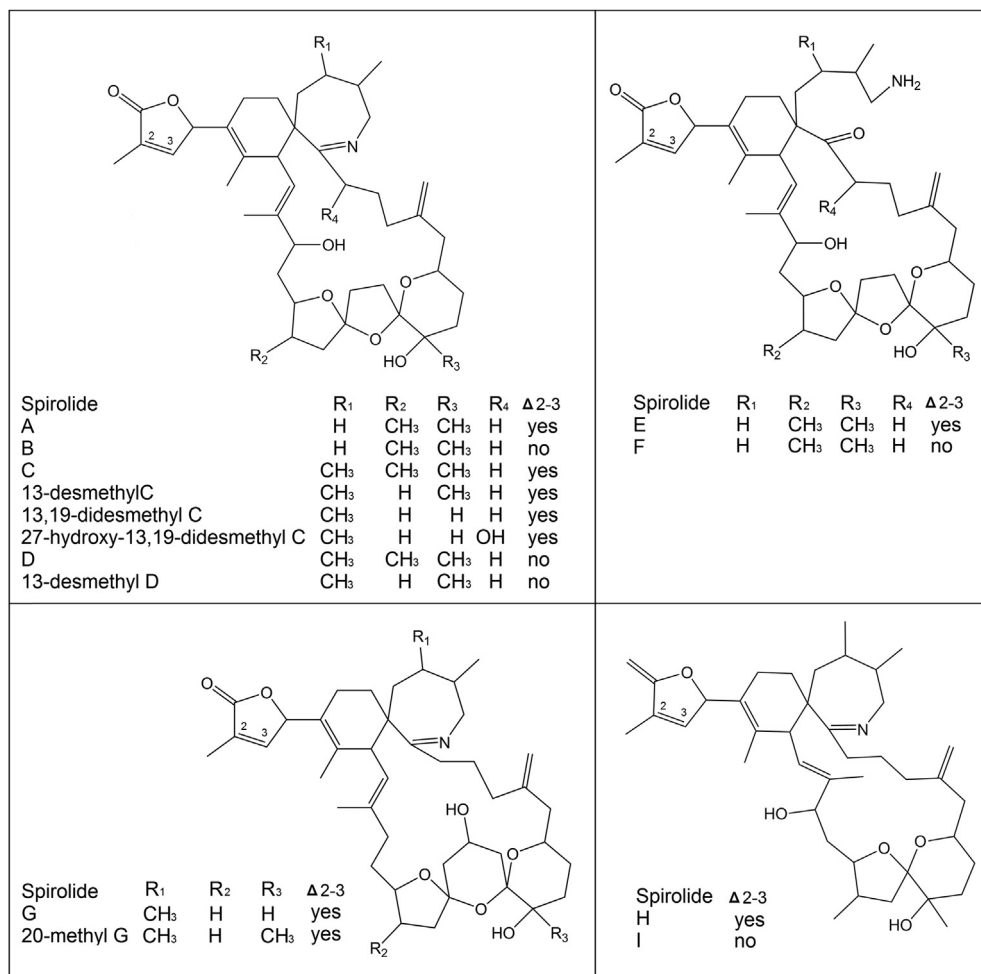 R₁
O
O
2
3
N
R₄
OH
O
O
O
R₂
HO
R₃
Spirolide R₁ R₂ R₃ R₄ Δ2-3
A H CH₃ CH₃ H yes
B H CH₃ CH₃ H no
C CH₃ CH₃ CH₃ H yes
13-desmethylC CH₃ H CH₃ H yes
13,19-didesmethyl C CH₃ H H H yes
27-hydroxy-13,19-didesmethyl C CH₃ H H OH yes
D CH₃ CH₃ CH₃ H no
13-desmethyl D CH₃ H CH₃ H no
R₁
NH₂
O
O
O
2
3
R₄
OH
O
O
O
R₂
HO
R₃
Spirolide R₁ R₂ R₃ R₄ Δ2-3
E H CH₃ CH₃ H yes
F H CH₃ CH₃ H no
R₁
O
O
2
3
N
HO
O
O
O
R₂
HO
R₃
Spirolide R₁ R₂ R₃ Δ2-3
G CH₃ H H yes
20-methyl G CH₃ H CH₃ yes
O
2
3
N
HO
O
O
HO
Spirolide Δ2-3
H yes
I no